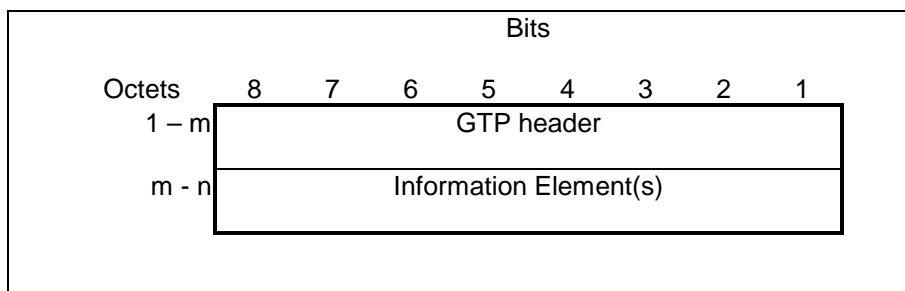 Bits
Octets 8 7 6 5 4 3 2 1
1 – m GTP header
m - n Information Element(s)